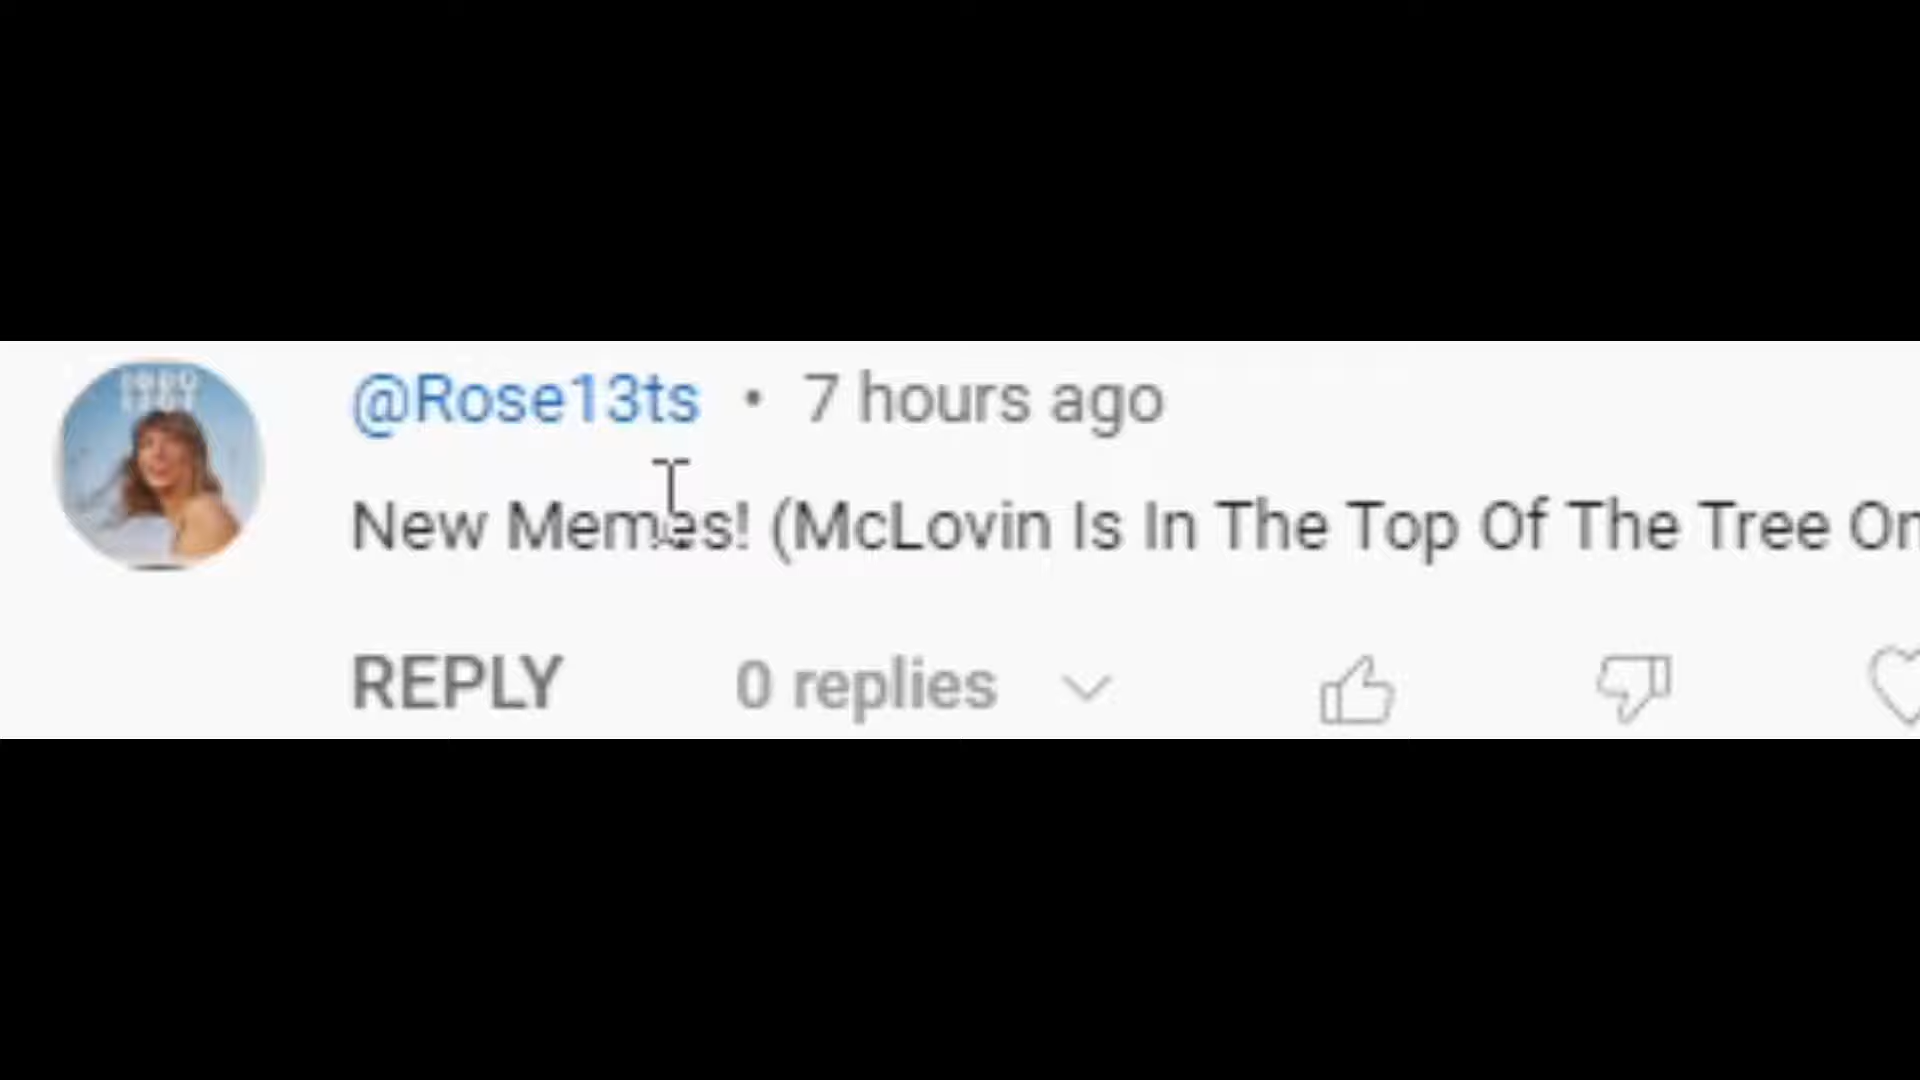 @Rose13ts • 7 hours ago
New Memes! (McLovin Is In The Top Of The Tree On
REPLY 0 replies